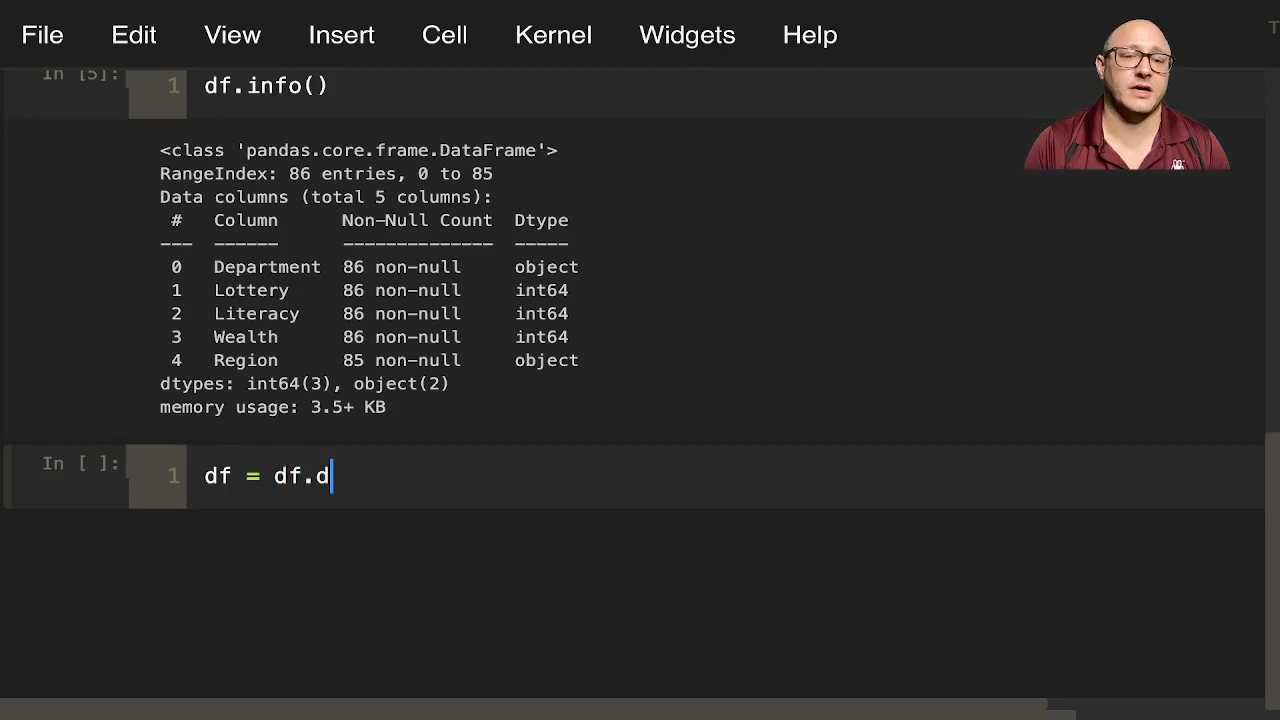 File Edit View Insert Cell Kernel Widgets Help
In [5]:
1 df.info()
<class 'pandas.core.frame.DataFrame'>
RangeIndex: 86 entries, 0 to 85
Data columns (total 5 columns):
# Column Non-Null Count Dtype
--- ------ -------------- -----
0 Department 86 non-null object
1 Lottery 86 non-null int64
2 Literacy 86 non-null int64
3 Wealth 86 non-null int64
4 Region 85 non-null object
dtypes: int64(3), object(2)
memory usage: 3.5+ KB
In [ ]:
1 df = df.d